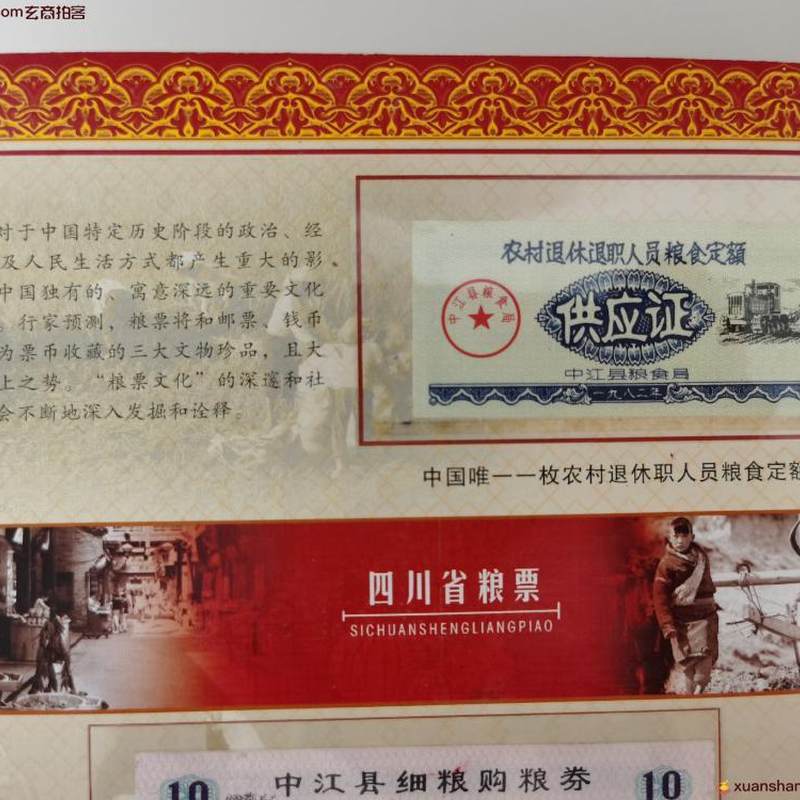 om玄商拍客
对于中国特定历史阶段的政治、经
及人民生活方式都产生重大的影
中国独有的、寓意深远的重要文化
。行家预测，粮票将和邮票、钱币
为票币收藏的三大文物珍品，且大
上之势。“粮票文化”的深邃和社
会不断地深入发掘和诠释。
农村退休退职人员粮食定额
中江县粮食局
供应证
中江县粮食局
一九八二年
中国唯一一枚农村退休职人员粮食定额
四川省粮票
SICHUANSHENGLIANGPIAO
10
中江县细粮购粮券
10
xuanshan